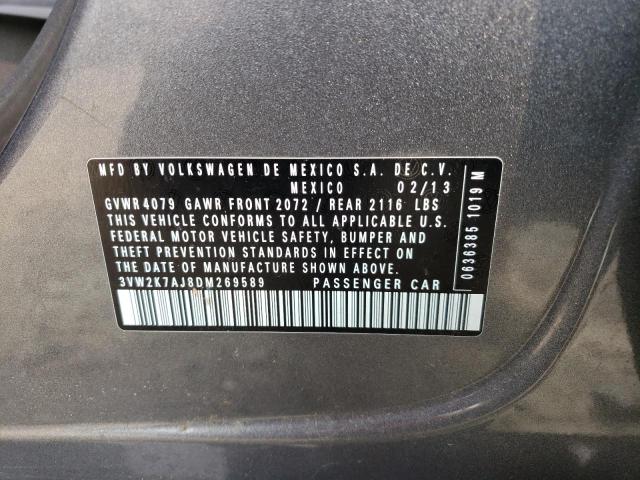 MFD BY VOLKSWAGEN DE MEXICO S.A. DE C.V.
MEXICO 02/13
GVWR4079 GAWR FRONT 2072 / REAR 2116 LBS
THIS VEHICLE CONFORMS TO ALL APPLICABLE U.S.
FEDERAL MOTOR VEHICLE SAFETY, BUMPER AND
THEFT PREVENTION STANDARDS IN EFFECT ON
THE DATE OF MANUFACTURE SHOWN ABOVE.
3VW2K7AJ8DM269589 PASSENGER CAR
0636385 1019 M